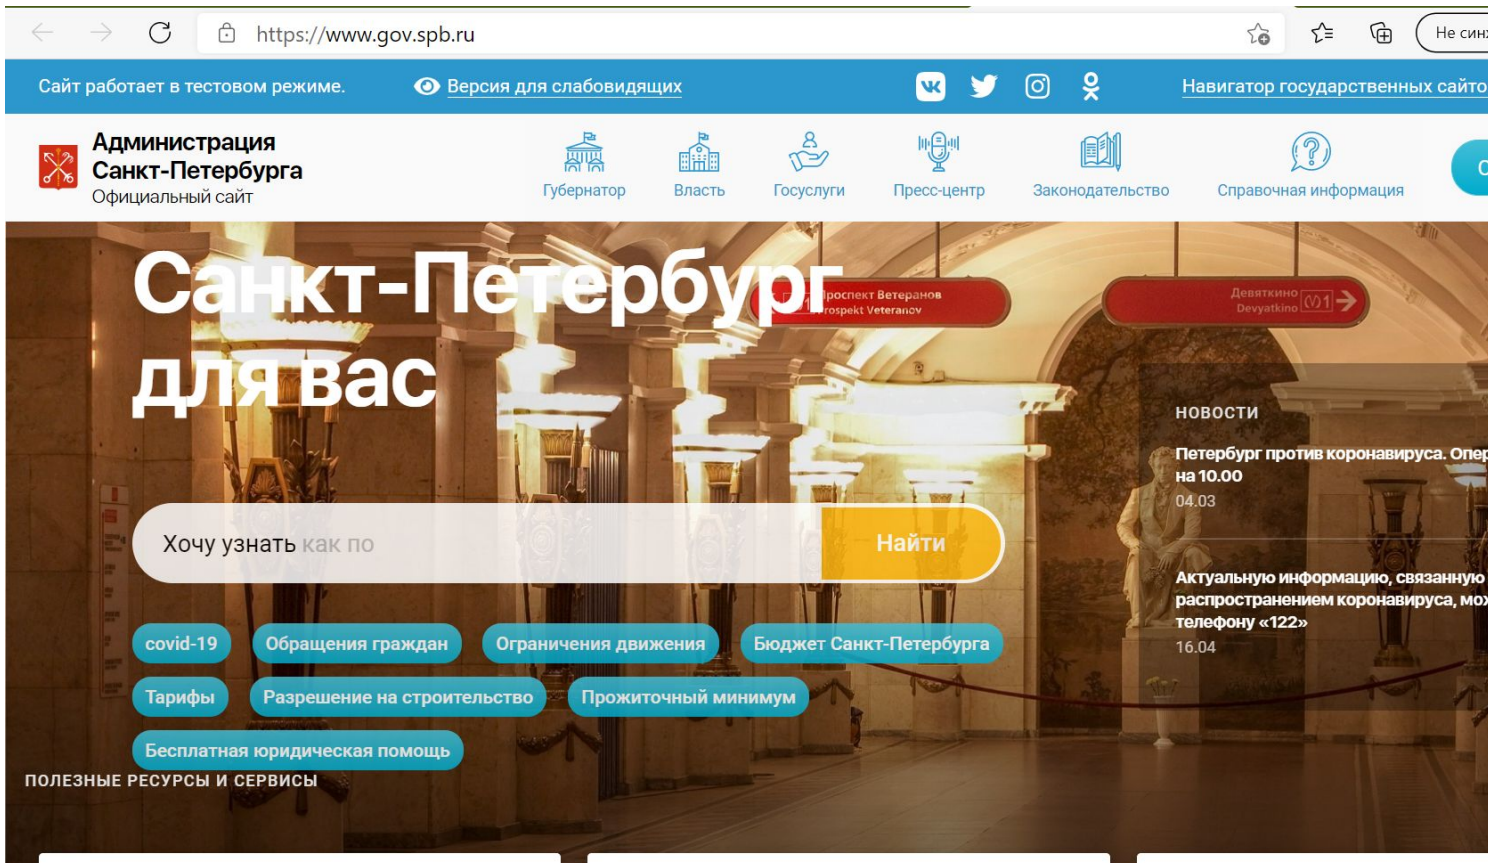 https://www.gov.spb.ru
Не синх
Сайт работает в тестовом режиме.
Версия для слабовидящих
Навигатор государственных сайто
Администрация
Санкт-Петербурга
Официальный сайт
Губернатор
Власть
Госуслуги
Пресс-центр
Законодательство
Справочная информация
С
Санкт-Петербург
для вас
Проспект Ветеранов
Prospekt Veteranov
Девяткино
Devyatkino
М1
НОВОСТИ
Петербург против коронавируса. Опер
на 10.00
04.03
Хочу узнать как по
Найти
Актуальную информацию, связанную
распространением коронавируса, мож
телефону «122»
16.04
covid-19
Обращения граждан
Ограничения движения
Бюджет Санкт-Петербурга
Тарифы
Разрешение на строительство
Прожиточный минимум
Бесплатная юридическая помощь
ПОЛЕЗНЫЕ РЕСУРСЫ И СЕРВИСЫ